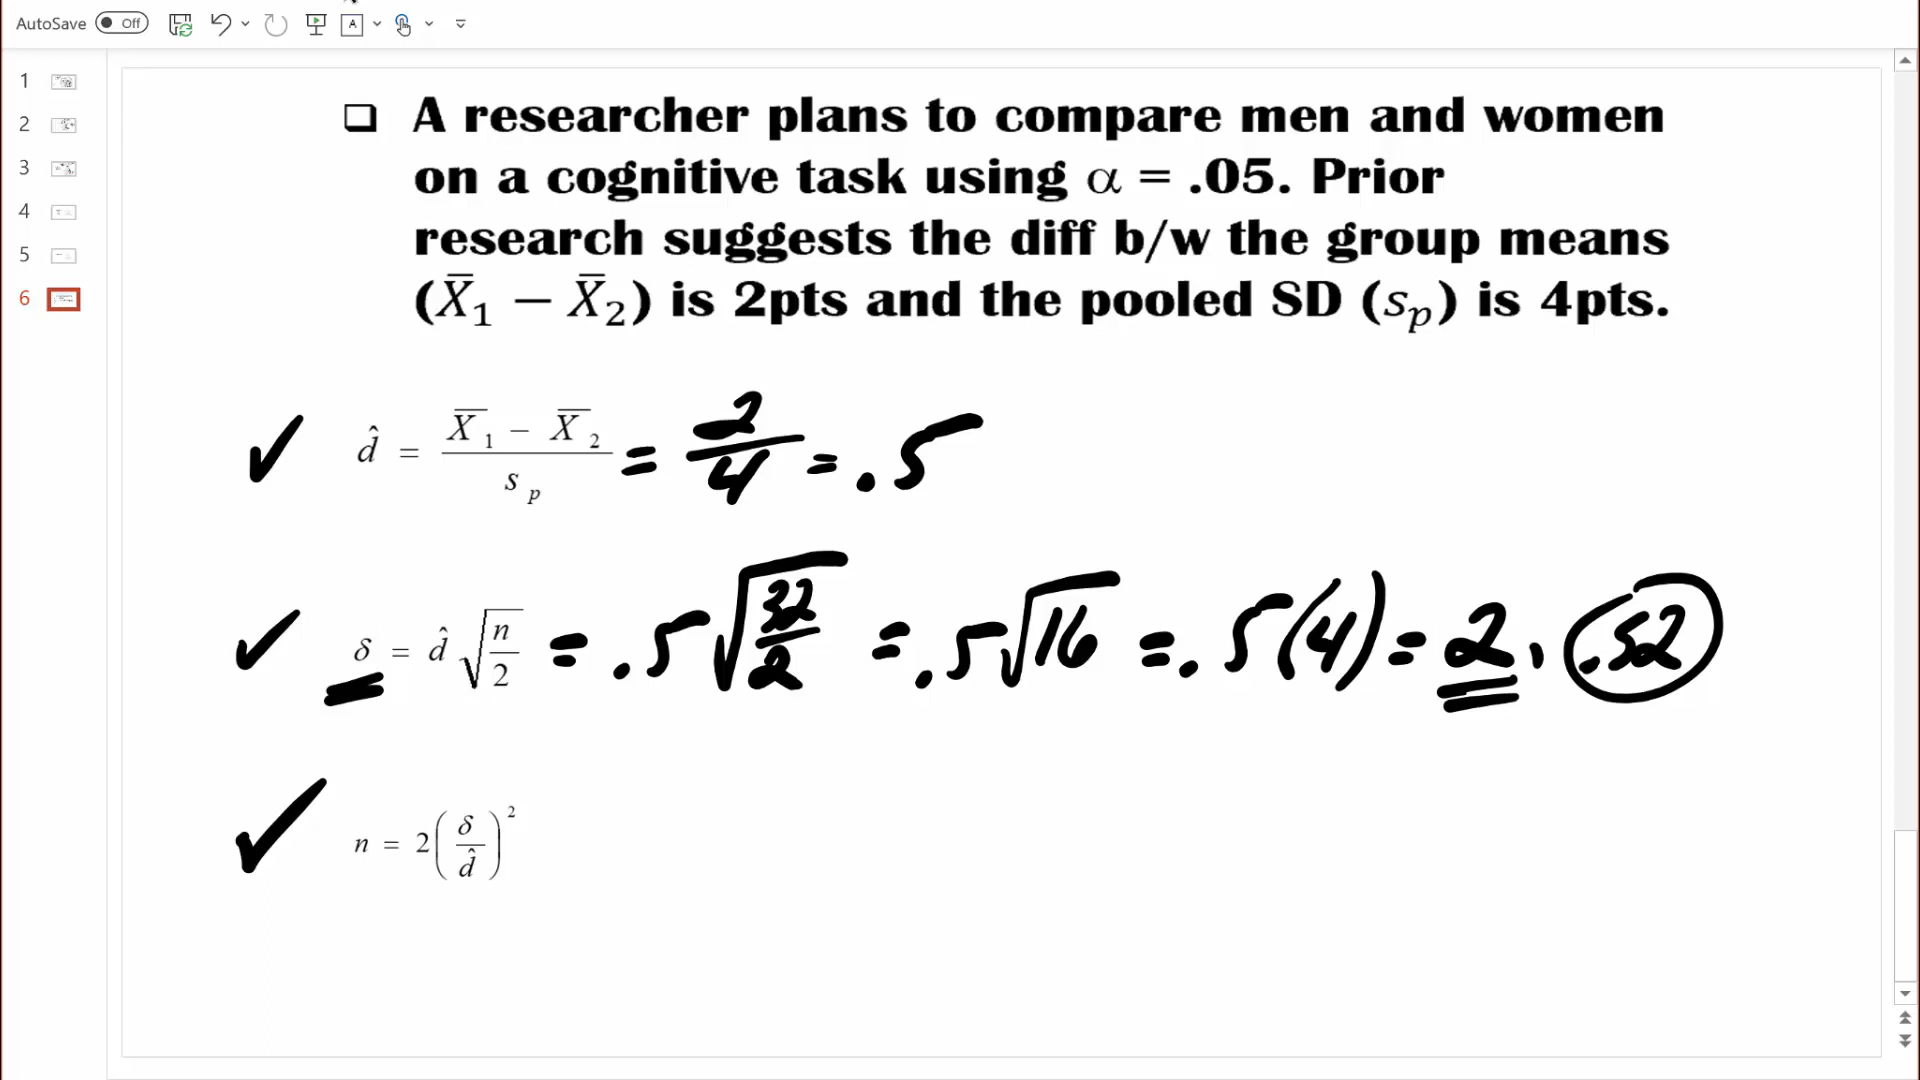 AutoSave Off
1
2
3
4
5
6
❑ A researcher plans to compare men and women
on a cognitive task using α = .05. Prior
research suggests the diff b/w the group means
(X̅₁ − X̅₂) is 2pts and the pooled SD (sₚ) is 4pts.
✓ d̂ = (X̅₁ − X̅₂) / sₚ = 2/4 = .5
✓ δ = d̂ √(n/2) = .5 √(32/2) = .5 √16 = .5(4) = 2, .52
✓ n = 2(δ/d̂)²